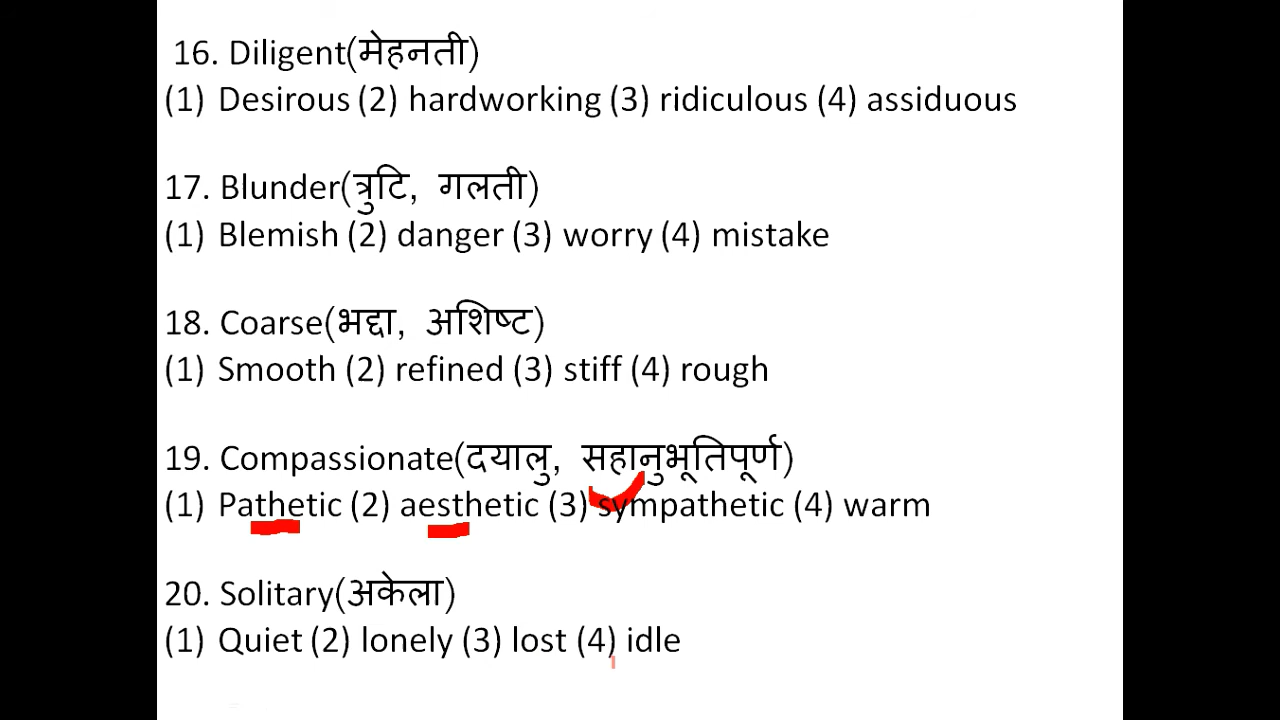 16. Diligent(मेहनती)
(1) Desirous (2) hardworking (3) ridiculous (4) assiduous
17. Blunder(त्रुटि, गलती)
(1) Blemish (2) danger (3) worry (4) mistake
18. Coarse(भद्दा, अशिष्ट)
(1) Smooth (2) refined (3) stiff (4) rough
19. Compassionate(दयालु, सहानुभूतिपूर्ण)
(1) Pathetic (2) aesthetic (3) sympathetic (4) warm
20. Solitary(अकेला)
(1) Quiet (2) lonely (3) lost (4) idle